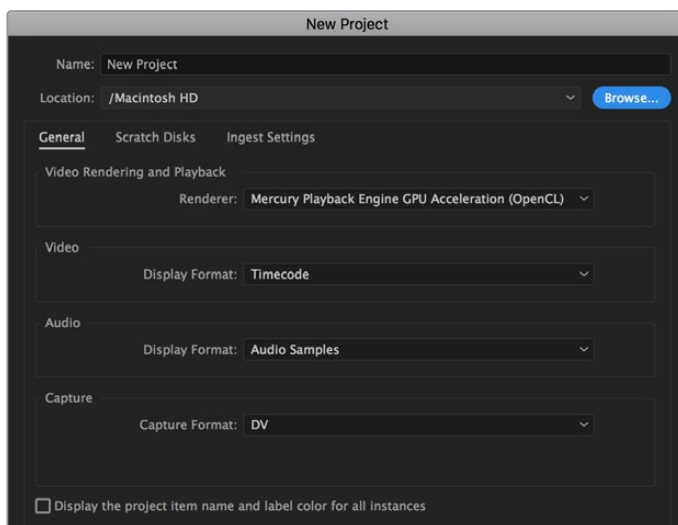 New Project
Name: New Project
Location: /Macintosh HD Browse...
General Scratch Disks Ingest Settings
Video Rendering and Playback
Renderer: Mercury Playback Engine GPU Acceleration (OpenCL)
Video
Display Format: Timecode
Audio
Display Format: Audio Samples
Capture
Capture Format: DV
Display the project item name and label color for all instances